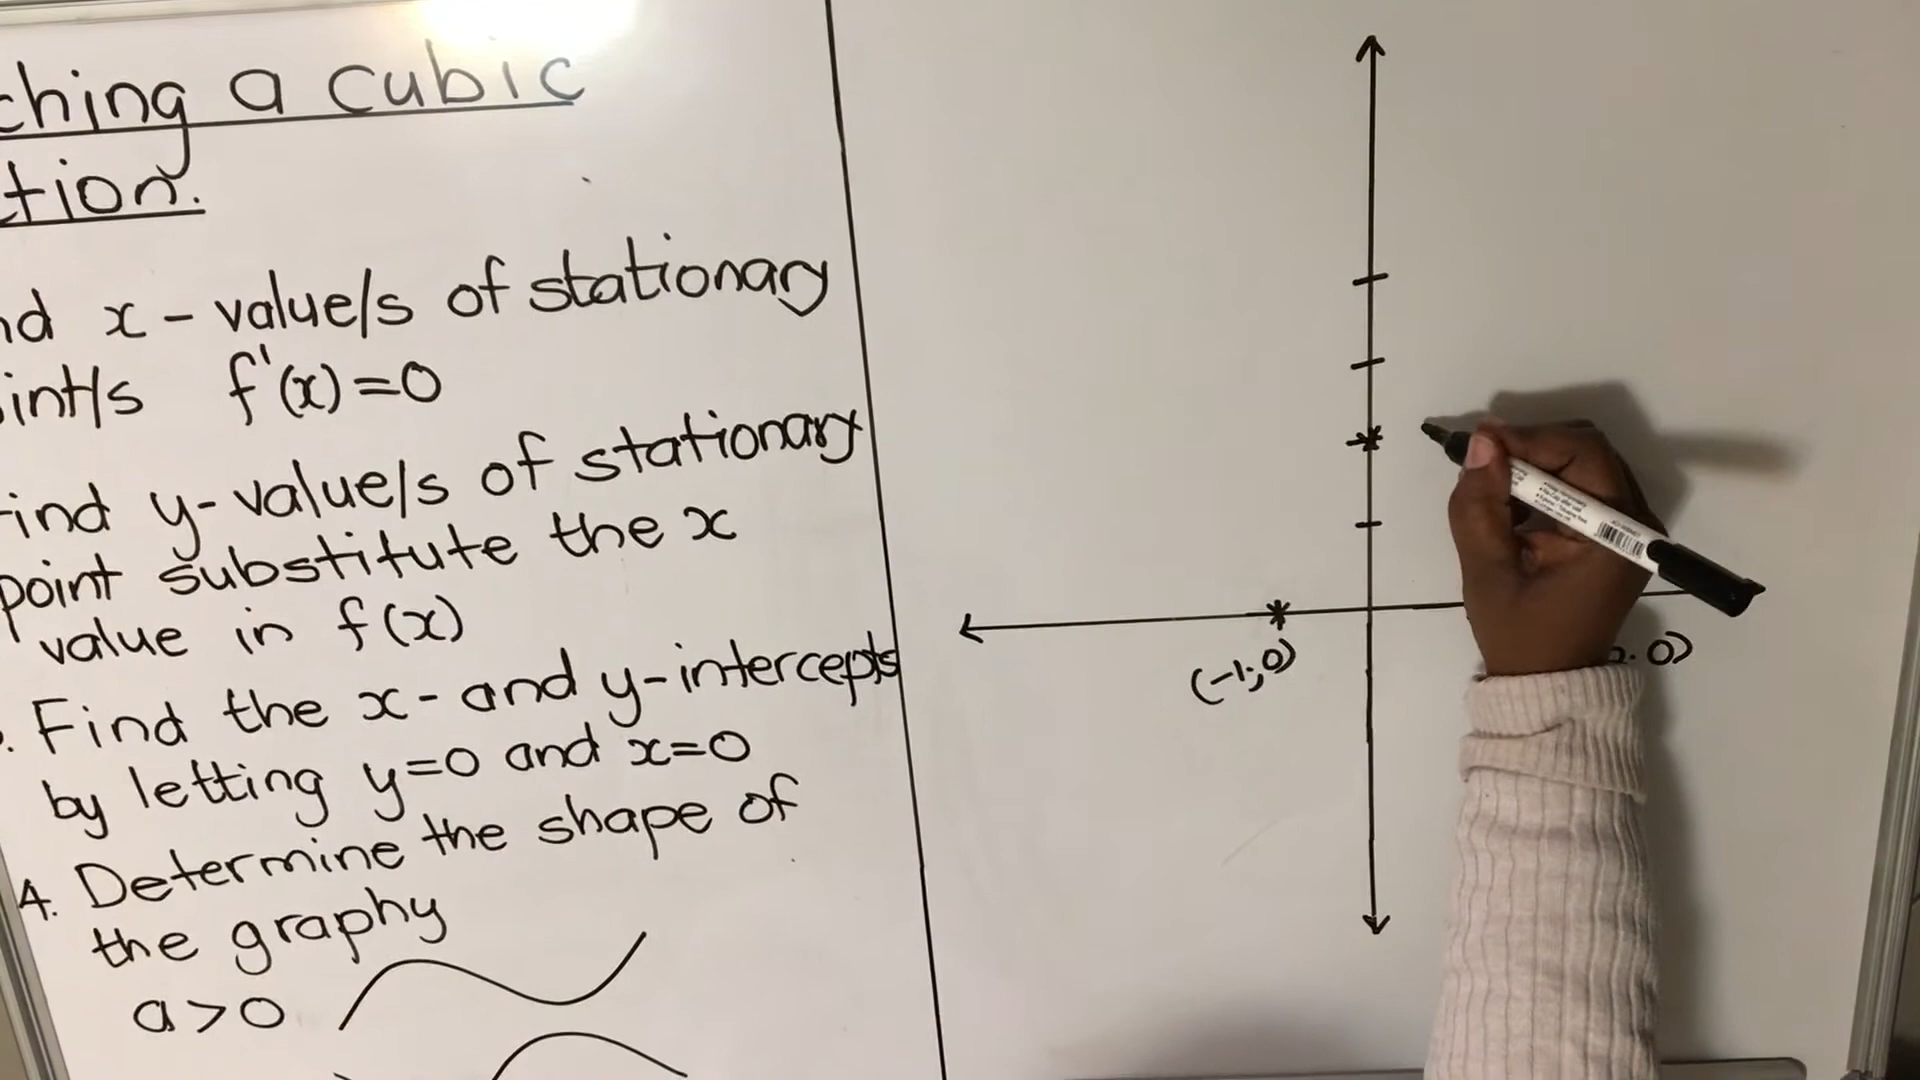 ching a cubic
tion.
nd x-value/s of stationary
int/s f'(x)=0
ind y-value/s of stationary
point substitute the x
value in f(x)
. Find the x- and y-intercepts
by letting y=0 and x=0
4. Determine the shape of
the graphy
a>0
(-1;0)
0)